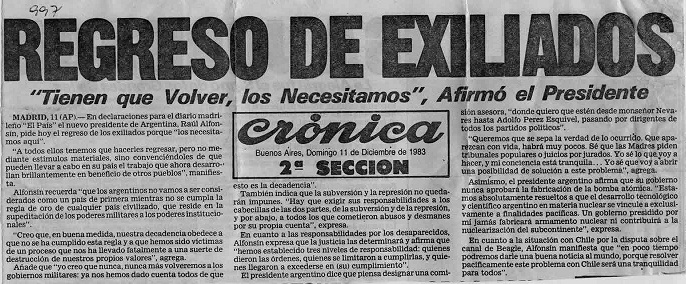 997
REGRESO DE EXILIADOS
"Tienen que Volver, los Necesitamos", Afirmó el Presidente
MADRID, 11 (AP).— En declaraciones para el diario madri-
leño "El País" el nuevo presidente de Argentina, Raúl Alfon-
sín, pide hoy el regreso de los exiliados porque "los necesita-
mos aquí".
"A todos ellos tenemos que hacerles regresar, pero no me-
diante estímulos materiales, sino convenciéndoles de que
pueden llevar a cabo en su país el trabajo que ahora desarro-
llan brillantemente en beneficio de otros pueblos", manifies-
ta.
Alfonsín recuerda "que los argentinos no vamos a ser consi-
derados como un país de primera mientras no se cumpla la
regla de oro de cualquier país civilizado, que reside en la
supeditación de los poderes militares a los poderes institucio-
nales".
"Creo que, en buena medida, nuestra decadencia obedece a
que no se ha cumplido esta regla y a que hemos sido víctimas
de un proceso que nos ha llevado fatalmente a una suerte de
destrucción de nuestros propios valores", agrega.
Añade que "yo creo que nunca, nunca más volveremos a los
gobiernos militares: ya nos hemos dado cuenta todos de que
crónica
Buenos Aires, Domingo 11 de Diciembre de 1983
2ª SECCION
esto es la decadencia".
También indica que la subversión y la represión no queda-
rán impunes. "Hay que exigir sus responsabilidades a los
cabecillas de las dos partes, de la subversión y de la represión,
y por abajo, a todos los que cometieron abusos y desmanes
por su propia cuenta", expresa.
En cuanto a las responsabilidades por los desaparecidos,
Alfonsín expresa que la justicia las determinará y afirma que
"hemos establecido tres niveles de responsabilidad: quienes
dieron las órdenes, quienes se limitaron a cumplirlas, y quie-
nes llegaron a excederse en (su cumplimiento".
El presidente argentino dice que piensa designar una comi-
sión asesora, "donde quiero que estén desde monseñor Neva-
res hasta Adolfo Pérez Esquivel, pasando por dirigentes de
todos los partidos políticos".
"Queremos que se sepa la verdad de lo ocurrido. Que apa-
rezcan con vida, habrá muy pocos. Sé que las Madres piden
tribunales populares o juicios por jurados. Yo sé lo que voy a
hacer, y mi conciencia está tranquila... Yo sé que voy a abrir
una posibilidad de solución a este problema", agrega.
Asimismo, el presidente argentino afirma que su gobierno
nunca aprobará la fabricación de la bomba atómica. "Estamos
absolutamente resueltos a que el desarrollo tecnológico
y científico argentino en materia nuclear se vincule a exclusi-
vamente a finalidades pacíficas. Un gobierno presidido por
mí jamás fabricará armamento nuclear ni contribuirá a la
nuclearización del subcontinente", expresa.
En cuanto a la situación con Chile por la disputa sobre el
canal de Beagle, Alfonsín manifiesta que "en poco tiempo
podremos darle una buena noticia al mundo, porque resolver
pacíficamente este problema con Chile será una tranquilidad
para todos".